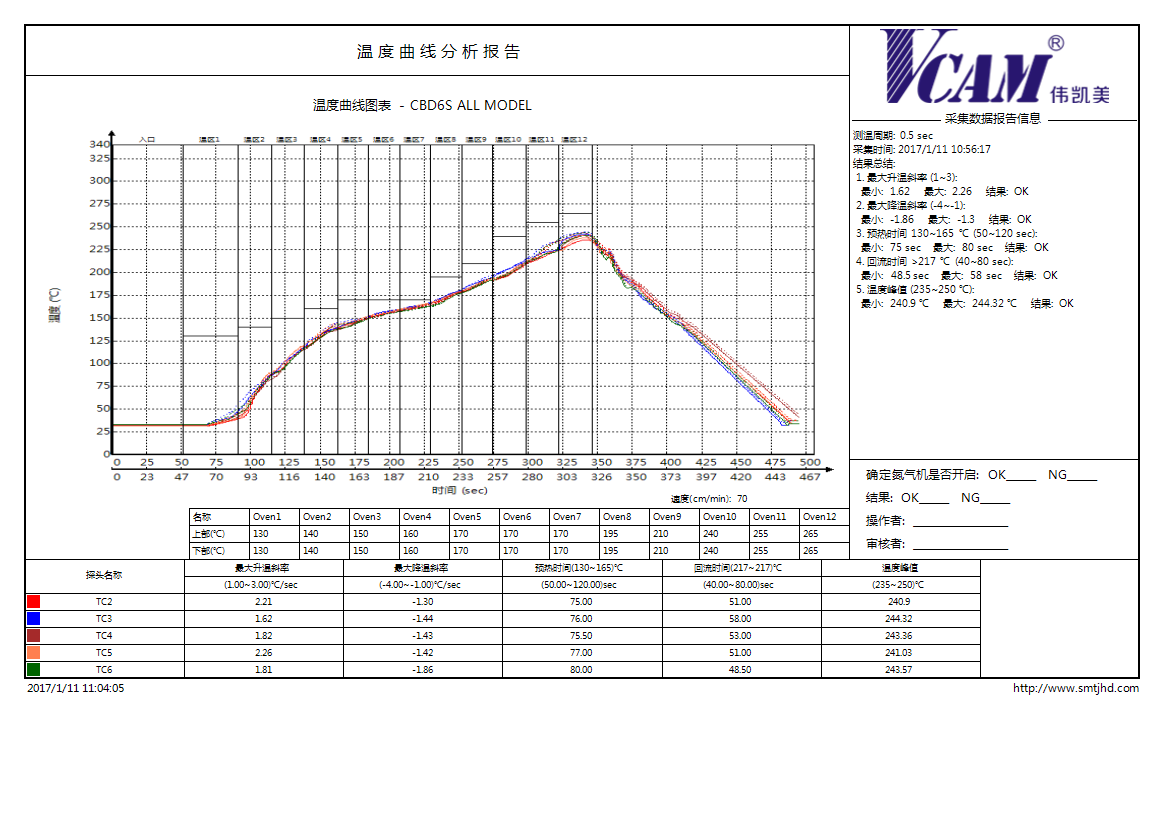 温度曲线分析报告
VCAM®伟凯美
温度曲线图表 - CBD6S ALL MODEL
采集数据报告信息
测温周期: 0.5 sec
采集时间: 2017/1/11 10:56:17
结果总结:
1. 最大升温斜率 (1~3):
最小: 1.62 最大: 2.26 结果: OK
2. 最大降温斜率 (-4~-1):
最小: -1.86 最大: -1.3 结果: OK
3. 预热时间 130~165 ℃ (50~120 sec):
最小: 75 sec 最大: 80 sec 结果: OK
4. 回流时间 >217 ℃ (40~80 sec):
最小: 48.5 sec 最大: 58 sec 结果: OK
5. 温度峰值 (235~250 ℃):
最小: 240.9 ℃ 最大: 244.32 ℃ 结果: OK
入口 温区1 温区2 温区3 温区4 温区5 温区6 温区7 温区8 温区9 温区10 温区11 温区12
340
325
300
275
250
225
200
175
150
125
100
75
50
25
0
温度 (℃)
0 25 50 75 100 125 150 175 200 225 250 275 300 325 350 375 400 425 450 475 500
0 23 47 70 93 116 140 163 187 210 233 257 280 303 327 350 373 397 420 443 467
时间 (sec)
速度(cm/min): 70
确定氮气机是否开启: OK_____ NG_____
结果: OK_____ NG_____
操作者: ________________
审核者: ________________
名称 Oven1 Oven2 Oven3 Oven4 Oven5 Oven6 Oven7 Oven8 Oven9 Oven10 Oven11 Oven12
上部(℃) 130 140 150 160 170 170 170 195 210 240 255 265
下部(℃) 130 140 150 160 170 170 170 195 210 240 255 265
探头名称 最大升温斜率 最大降温斜率 预热时间(130~165)℃ 回流时间(217~217)℃ 温度峰值
(1.00~3.00)℃/sec (-4.00~-1.00)℃/sec (50.00~120.00)sec (40.00~80.00)sec (235~250)℃
TC2 2.21 -1.30 75.00 51.00 240.9
TC3 1.62 -1.44 76.00 58.00 244.32
TC4 1.82 -1.43 75.50 53.00 243.36
TC5 2.26 -1.42 77.00 51.00 241.03
TC6 1.81 -1.86 80.00 48.50 243.57
2017/1/11 11:04:05 http://www.smtjhd.com